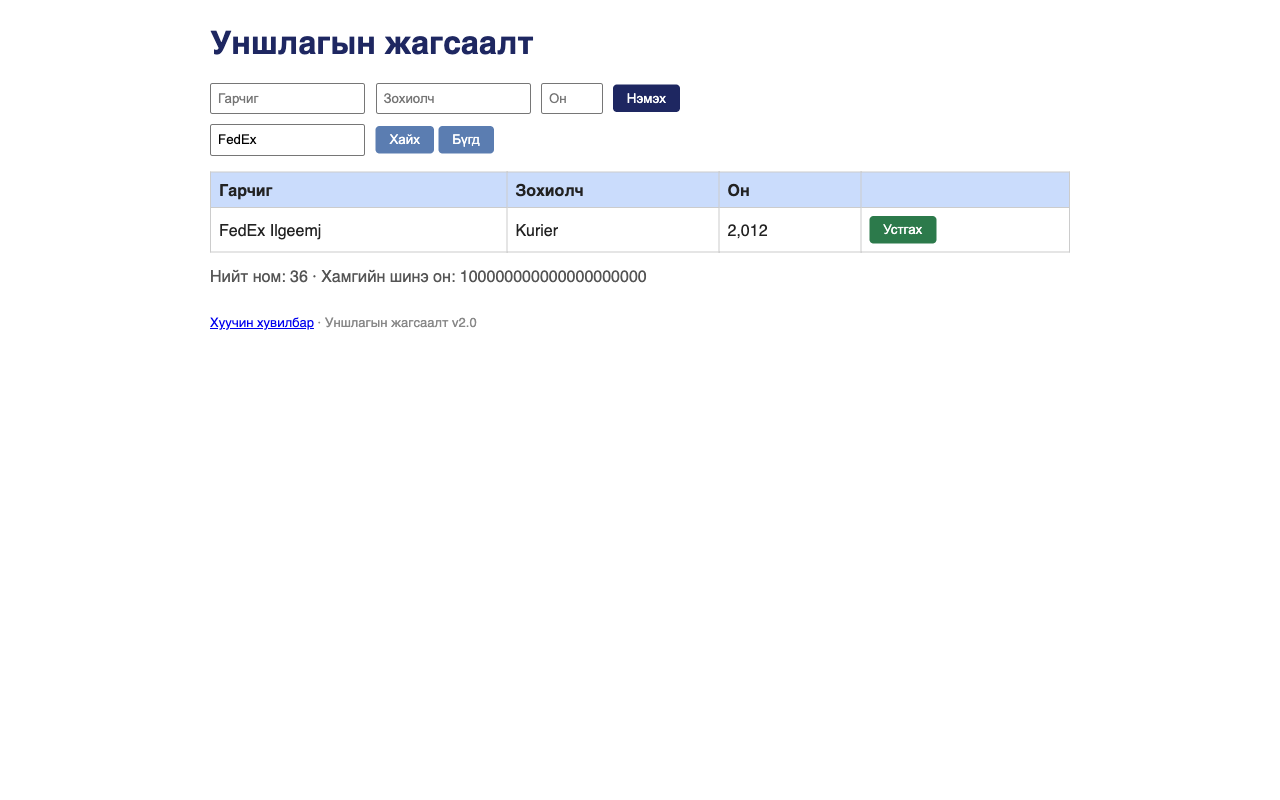 Уншлагын жагсаалт
Гарчиг Зохиолч Он Нэмэх
FedEx Хайх Бүгд
Гарчиг Зохиолч Он
FedEx Ilgeemj Kurier 2,012 Устгах
Нийт ном: 36 · Хамгийн шинэ он: 100000000000000000000
Хуучин хувилбар · Уншлагын жагсаалт v2.0